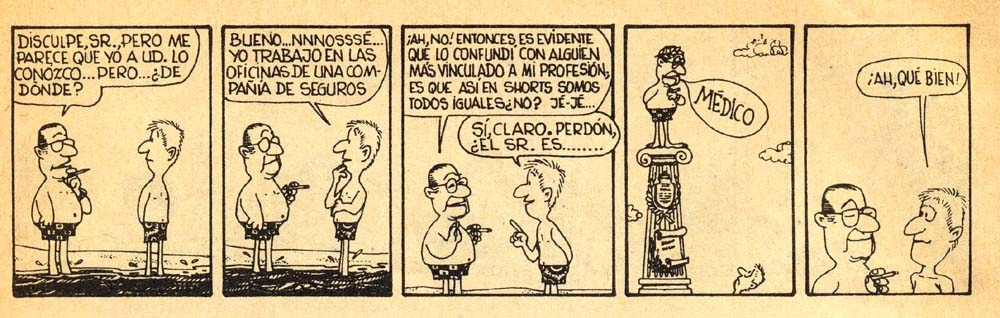 DISCULPE, SR., PERO ME
PARECE QUE YO A UD. LO
CONÓZCO...PERO...¿DE
DÓNDE?
BUENO...NNNOSSSÉ...
YO TRABAJO EN LAS
OFICINAS DE UNA COM-
PAÑÍA DE SEGUROS
¡AH, NO! ENTONCES ES EVIDENTE
QUE LO CONFUNDÍ CON ALGUIEN
MÁS VINCULADO A MI PROFESIÓN;
ES QUE ASÍ EN SHORTS SOMOS
TODOS IGUALES ¿NO? JÉ-JÉ...
SÍ, CLARO. PERDÓN,
¿EL SR. ES........
MÉDICO
¡AH, QUÉ BIEN!